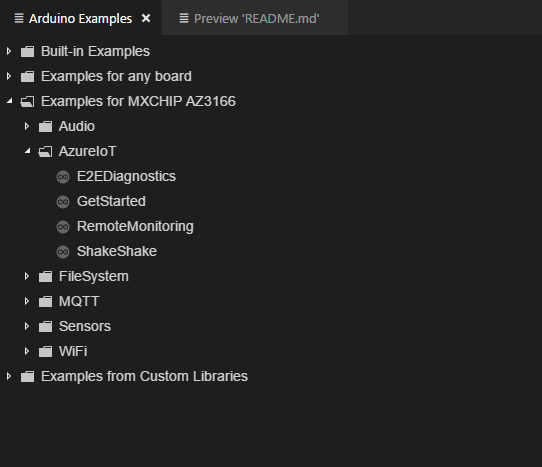 Arduino Examples
Preview 'README.md'
Built-in Examples
Examples for any board
Examples for MXCHIP AZ3166
Audio
AzureIoT
E2EDiagnostics
GetStarted
RemoteMonitoring
ShakeShake
FileSystem
MQTT
Sensors
WiFi
Examples from Custom Libraries